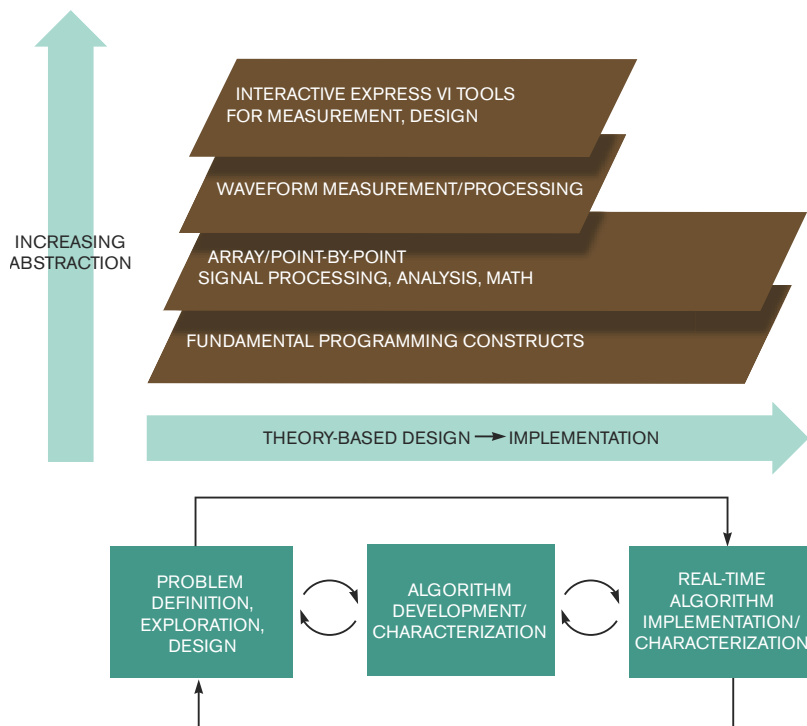 INTERACTIVE EXPRESS VI TOOLS
FOR MEASUREMENT, DESIGN
WAVEFORM MEASUREMENT/PROCESSING
INCREASING
ABSTRACTION
ARRAY/POINT-BY-POINT
SIGNAL PROCESSING, ANALYSIS, MATH
FUNDAMENTAL PROGRAMMING CONSTRUCTS
THEORY-BASED DESIGN → IMPLEMENTATION
PROBLEM
DEFINITION,
EXPLORATION,
DESIGN
ALGORITHM
DEVELOPMENT/
CHARACTERIZATION
REAL-TIME
ALGORITHM
IMPLEMENTATION/
CHARACTERIZATION